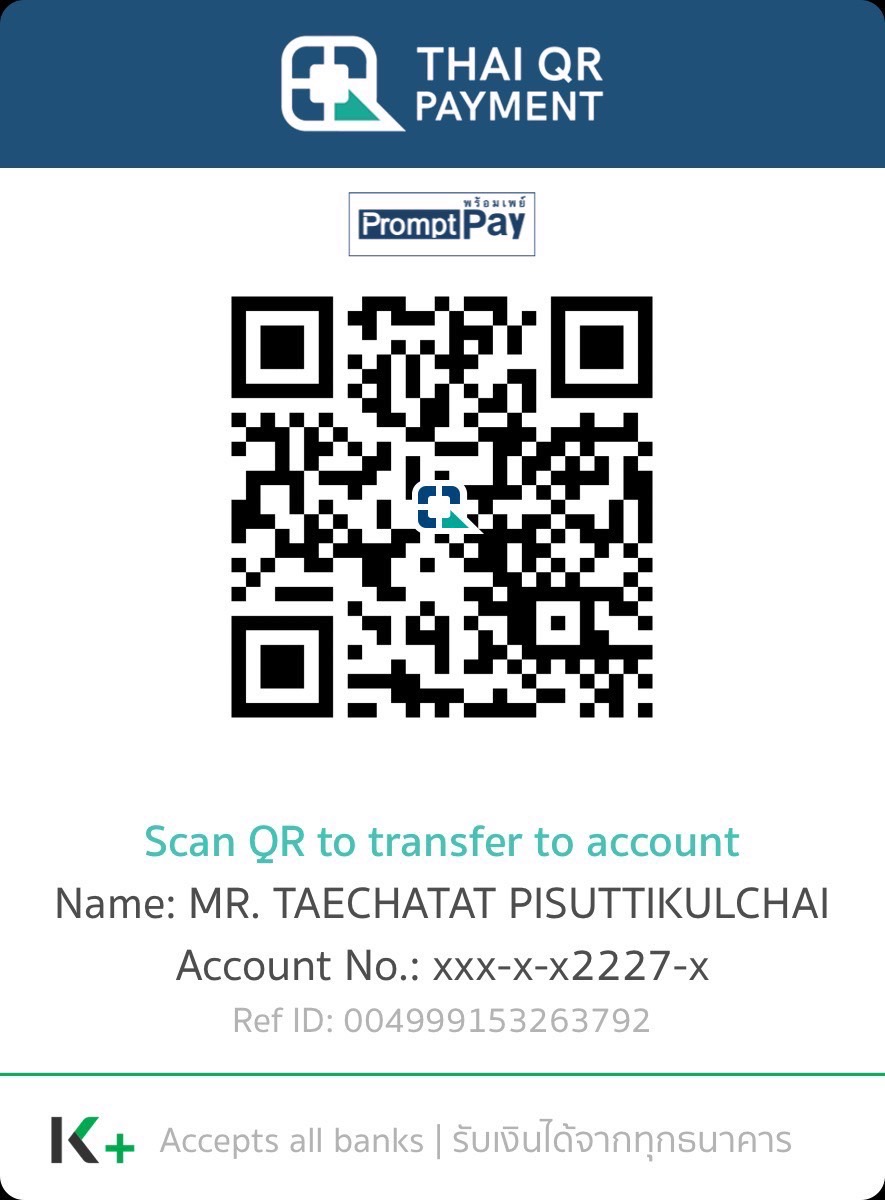 THAI QR
PAYMENT
พร้อมเพย์
PromptPay
Scan QR to transfer to account
Name: MR. TAECHATAT PISUTTIKULCHAI
Account No.: xxx-x-x2227-x
Ref ID: 004999153263792
K+ Accepts all banks | รับเงินได้จากทุกธนาคาร